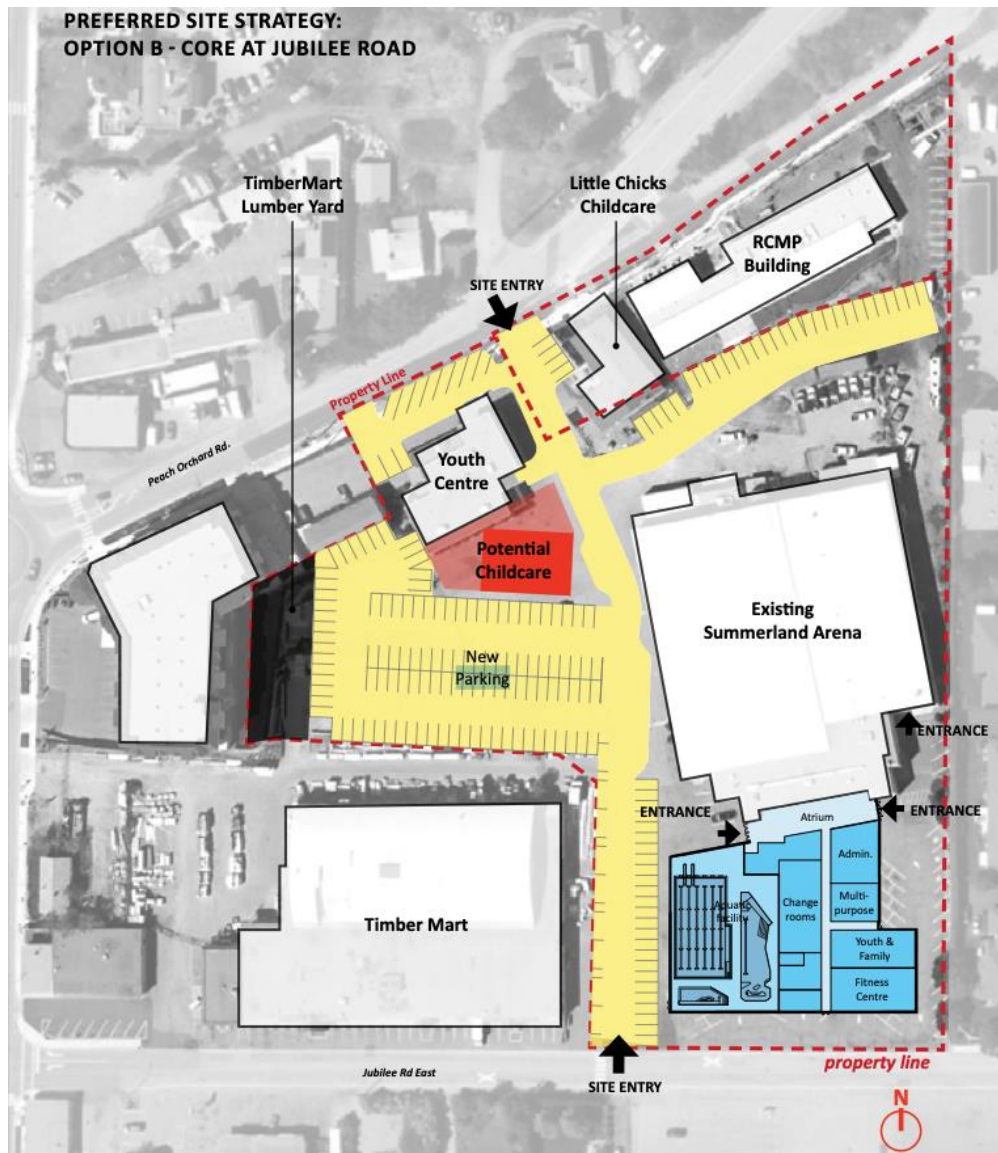 PREFERRED SITE STRATEGY:
OPTION B - CORE AT JUBILEE ROAD
TimberMart
Lumber Yard
Little Chicks
Childcare
RCMP
Building
SITE ENTRY
Property Line
Peach Orchard Rd.
Youth
Centre
Potential
Childcare
Existing
Summerland Arena
New
Parking
ENTRANCE
ENTRANCE
ENTRANCE
Atrium
Admin.
Multi-
purpose
Change
rooms
Aquatic
facility
Youth &
Family
Fitness
Centre
Timber Mart
property line
Jubilee Rd East
SITE ENTRY
N